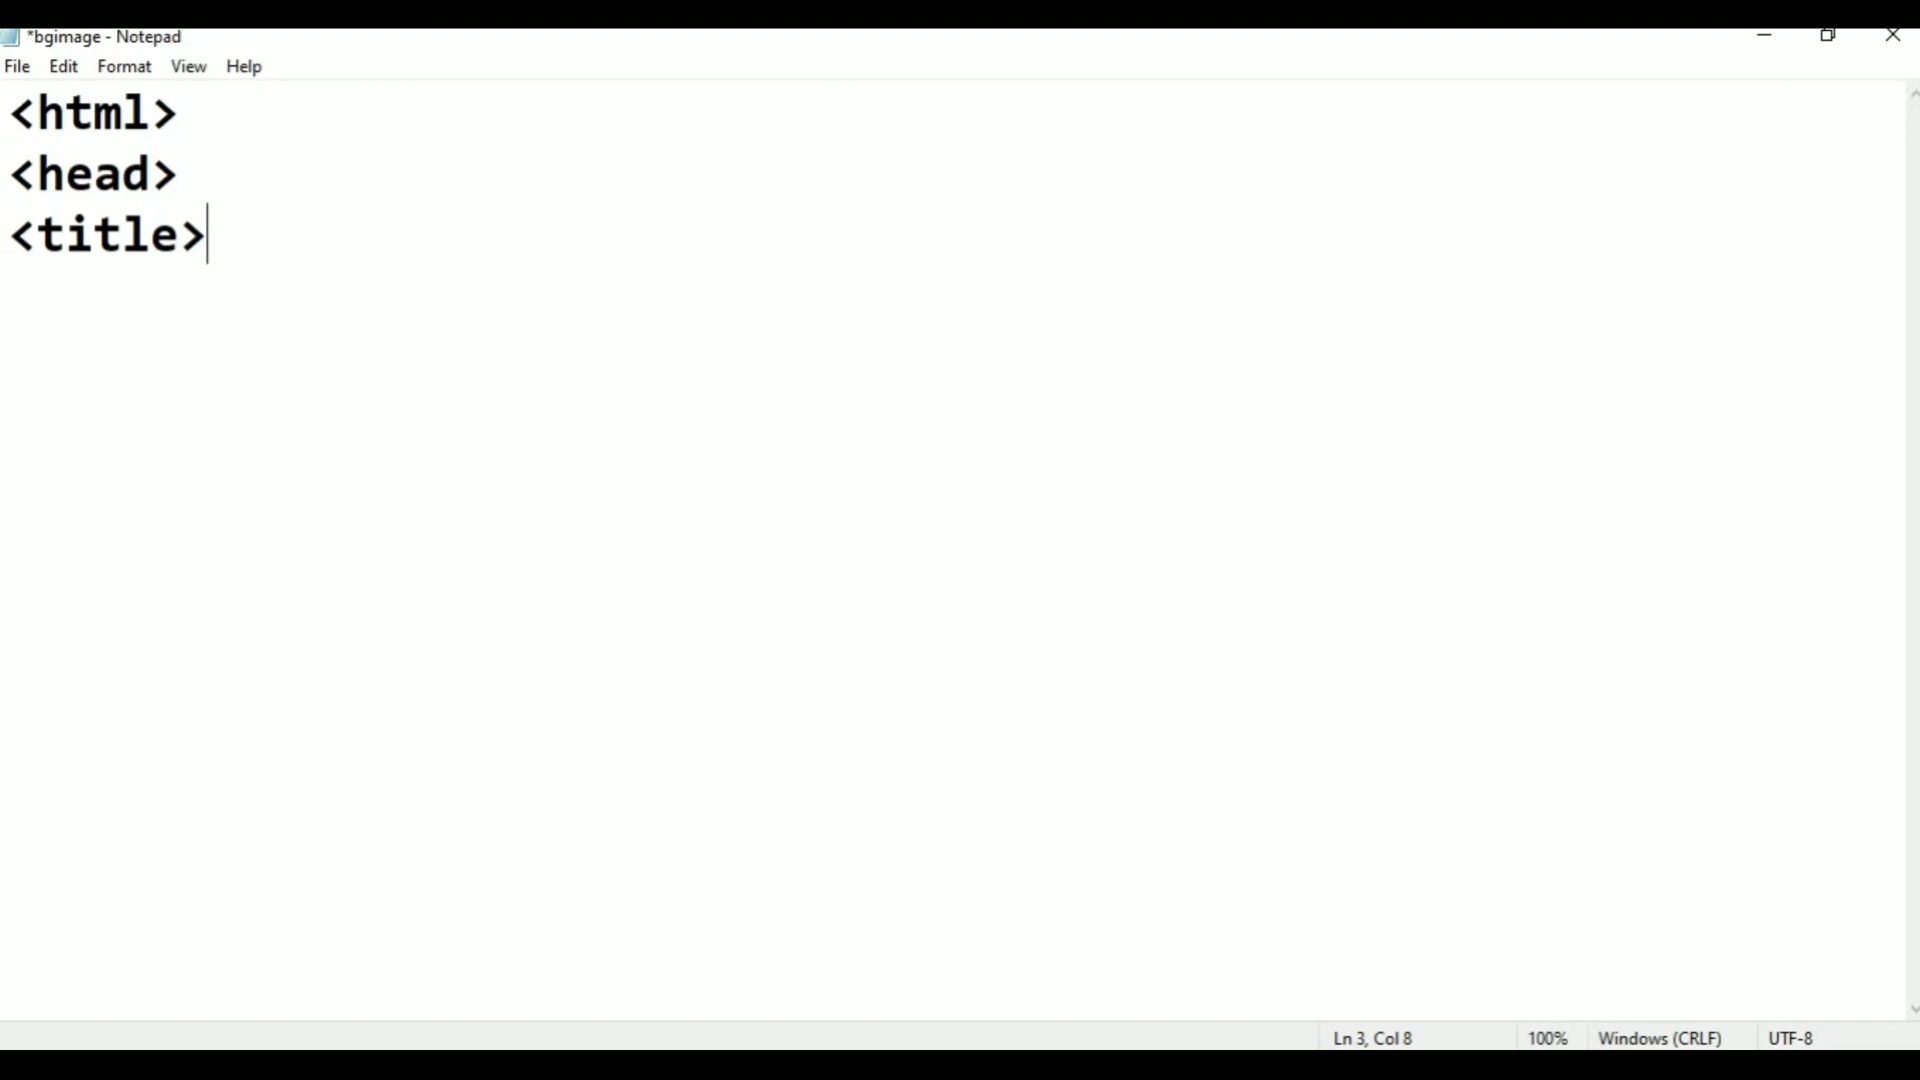 *bgimage - Notepad
File Edit Format View Help
<html>
<head>
<title>
Ln 3, Col 8 100% Windows (CRLF) UTF-8